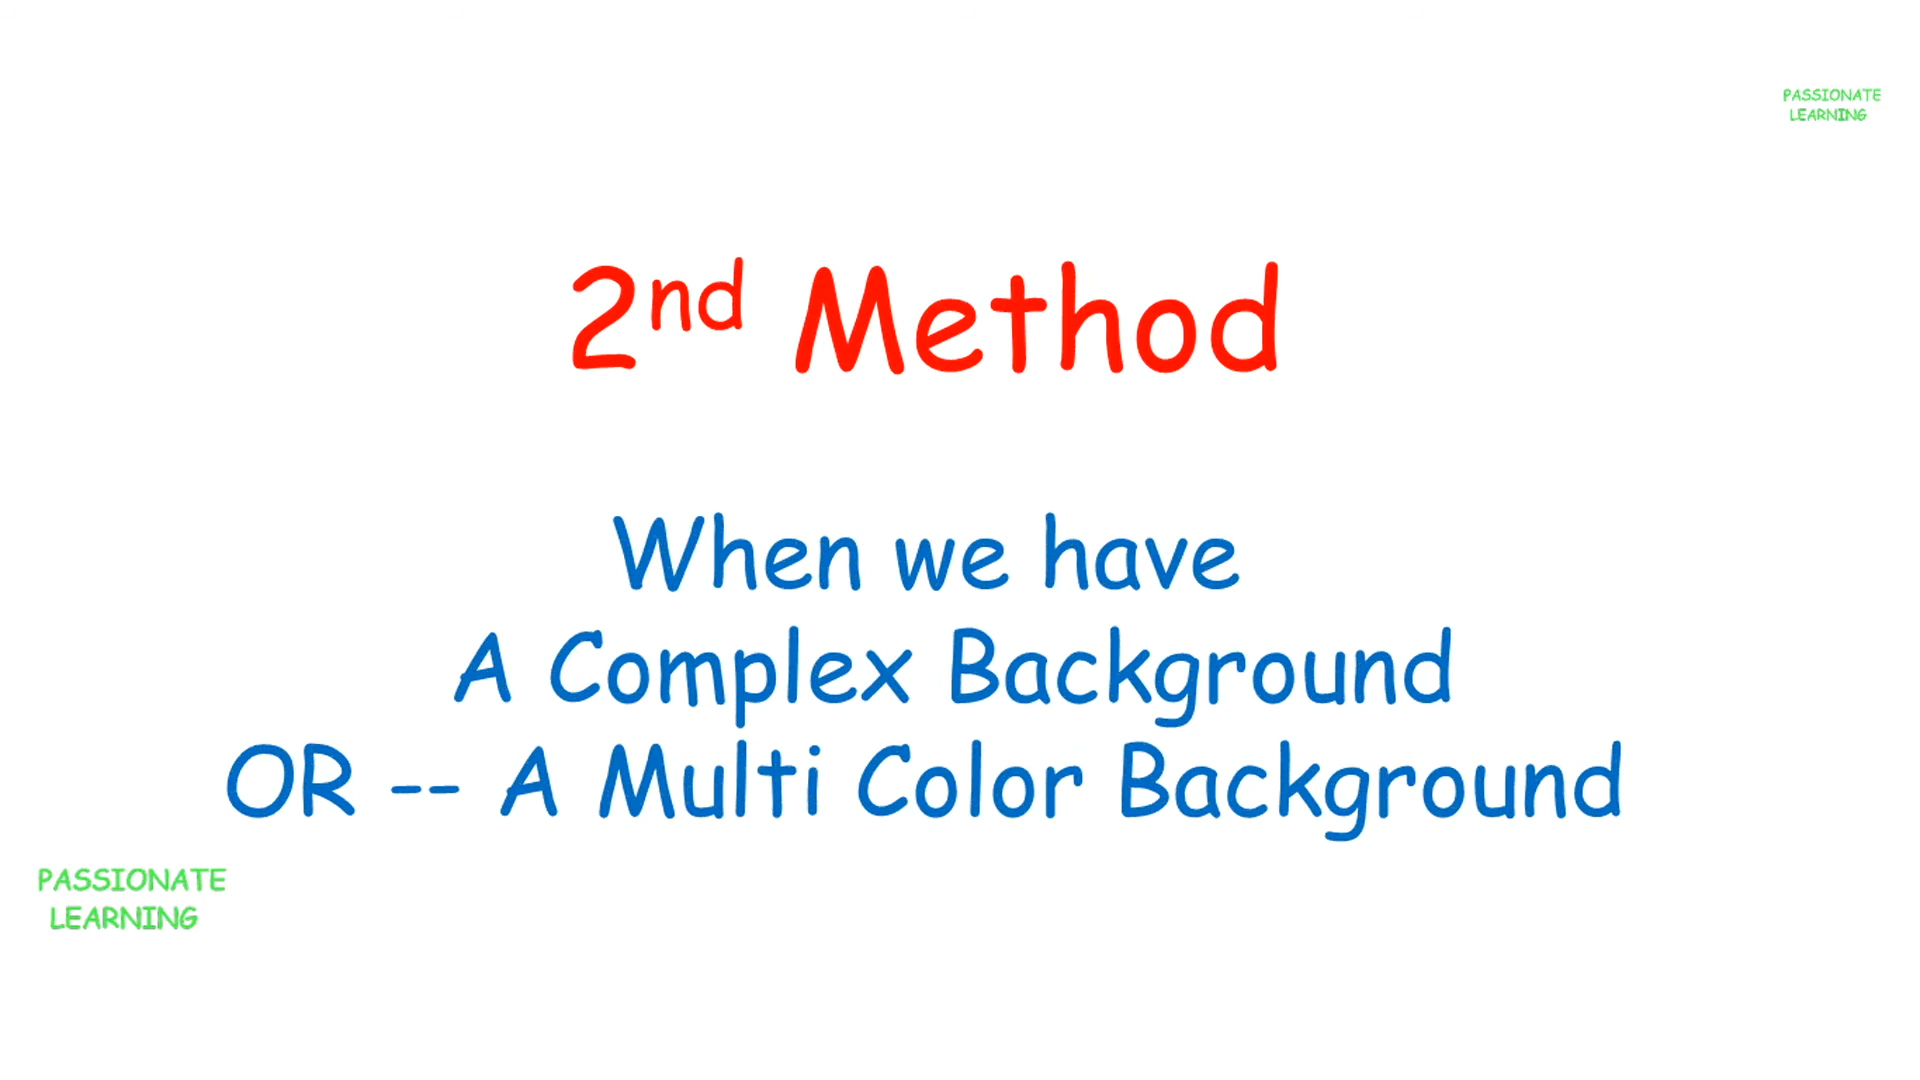 PASSIONATE
LEARNING
2nd Method
When we have
A Complex Background
OR -- A Multi Color Background
PASSIONATE
LEARNING